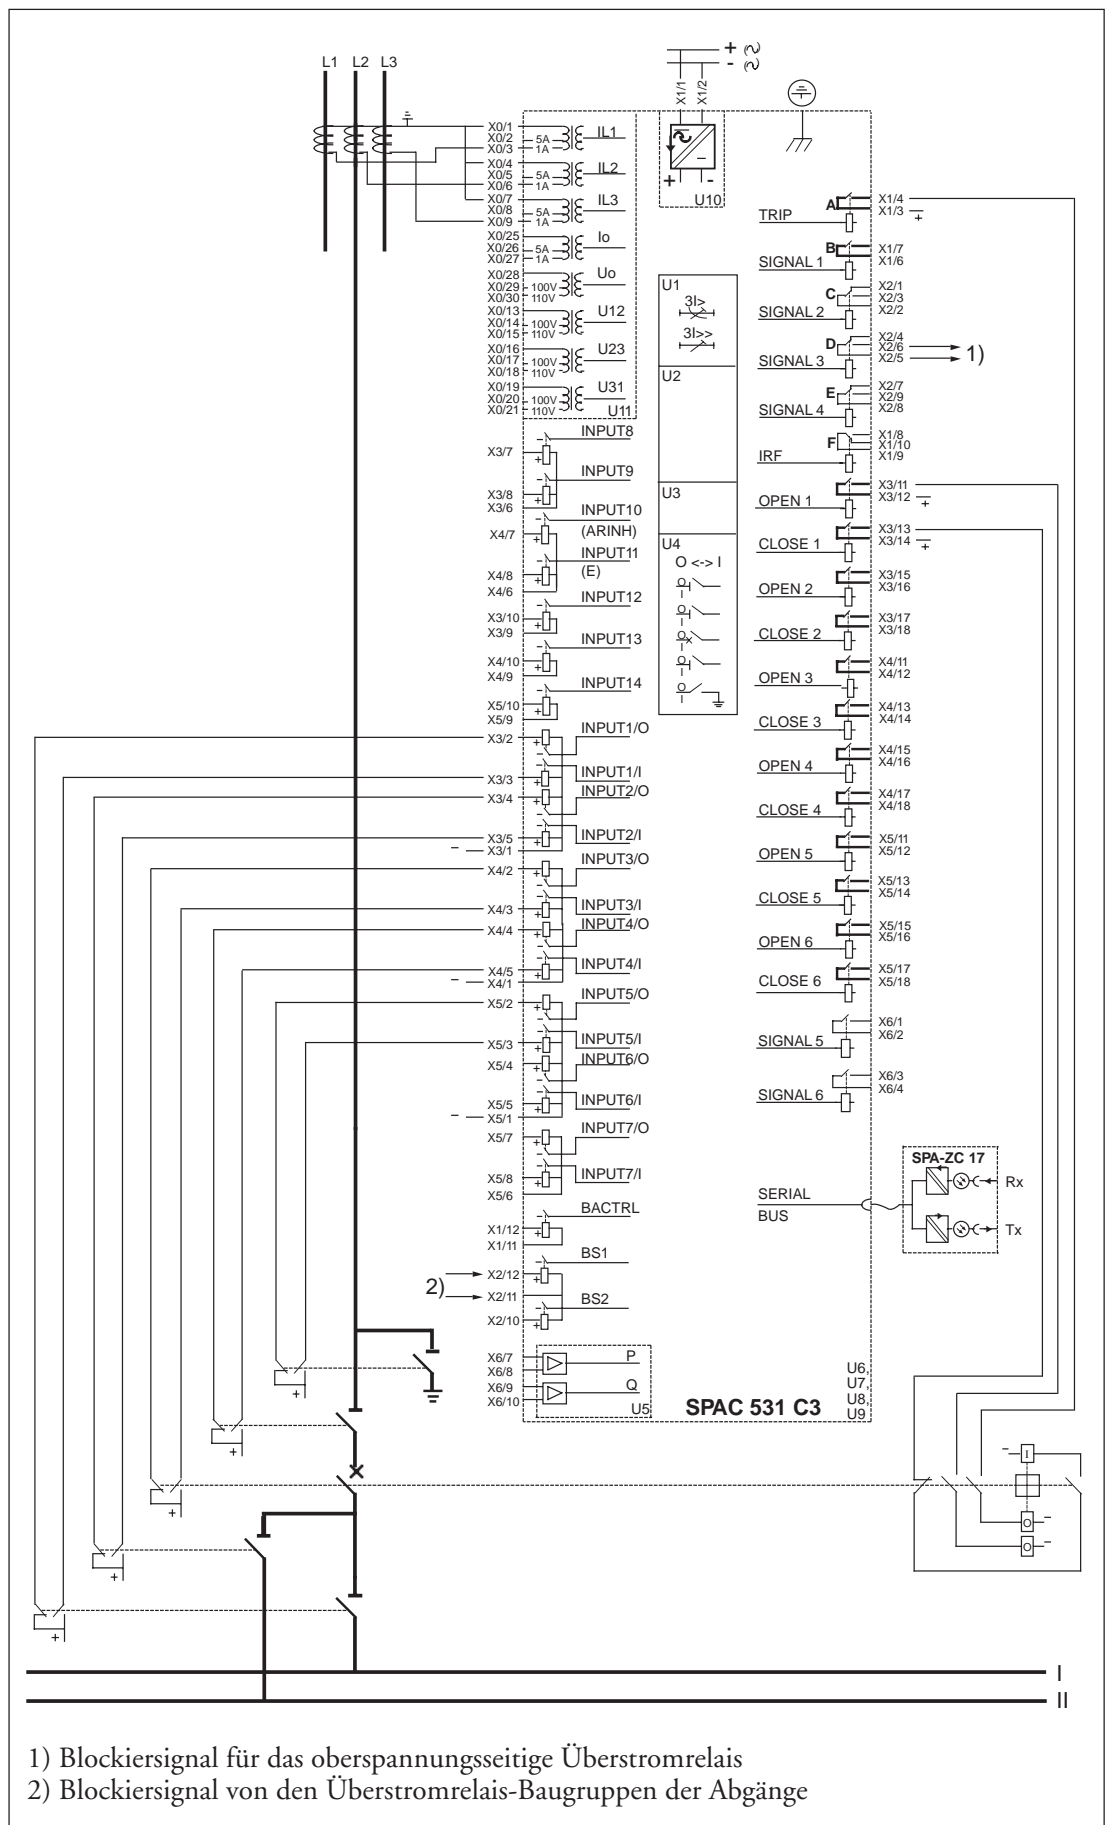 L1 L2 L3
+
-
X1/1
X1/2
X0/1
X0/2 5A
X0/3 1A
IL1
X0/4
X0/5 5A
X0/6 1A
IL2
X0/7
X0/8 5A
X0/9 1A
IL3
X0/25
X0/26 5A
X0/27 1A
Io
X0/28
X0/29 100V
X0/30 110V
Uo
X0/13
X0/14 100V
X0/15 110V
U12
X0/16
X0/17 100V
X0/18 110V
U23
X0/19
X0/20 100V
X0/21 110V
U31
U11
+ -
U10
U1
3I>
3I>>
U2
U3
U4
O <-> I
O
I
O
I
O
I
O
I
O
I
INPUT8
X3/7
INPUT9
X3/8
X3/6
INPUT10
(ARINH)
X4/7
INPUT11
(E)
X4/8
X4/6
INPUT12
X3/10
X3/9
INPUT13
X4/10
X4/9
INPUT14
X5/10
X5/9
X3/2 INPUT1/O
X3/3 INPUT1/I
X3/4 INPUT2/O
X3/5 INPUT2/I
– X3/1
X4/2 INPUT3/O
X4/3 INPUT3/I
X4/4 INPUT4/O
X4/5 INPUT4/I
– X4/1
X5/2 INPUT5/O
X5/3 INPUT5/I
X5/4 INPUT6/O
X5/5 INPUT6/I
– X5/1
X5/7 INPUT7/O
X5/8 INPUT7/I
X5/6
BACTRL
X1/12
X1/11
BS1
2) X2/12
X2/11
BS2
X2/10
X6/7 P
X6/8
X6/9 Q
X6/10
U5
TRIP A X1/4
X1/3
SIGNAL 1 B X1/7
X1/6
SIGNAL 2 C X2/1
X2/3
X2/2
SIGNAL 3 D X2/4
X2/6
X2/5
1)
SIGNAL 4 E X2/7
X2/9
X2/8
IRF F X1/8
X1/10
X1/9
OPEN 1 X3/11
X3/12
CLOSE 1 X3/13
X3/14
OPEN 2 X3/15
X3/16
CLOSE 2 X3/17
X3/18
OPEN 3 X4/11
X4/12
CLOSE 3 X4/13
X4/14
OPEN 4 X4/15
X4/16
CLOSE 4 X4/17
X4/18
OPEN 5 X5/11
X5/12
CLOSE 5 X5/13
X5/14
OPEN 6 X5/15
X5/16
CLOSE 6 X5/17
X5/18
SIGNAL 5 X6/1
X6/2
SIGNAL 6 X6/3
X6/4
SERIAL
BUS
SPA-ZC 17
Rx
Tx
SPAC 531 C3
U6,
U7,
U8,
U9
I
O
O
+
+
+
+
+
I
II
1) Blockiersignal für das oberspannungsseitige Überstromrelais
2) Blockiersignal von den Überstromrelais-Baugruppen der Abgänge